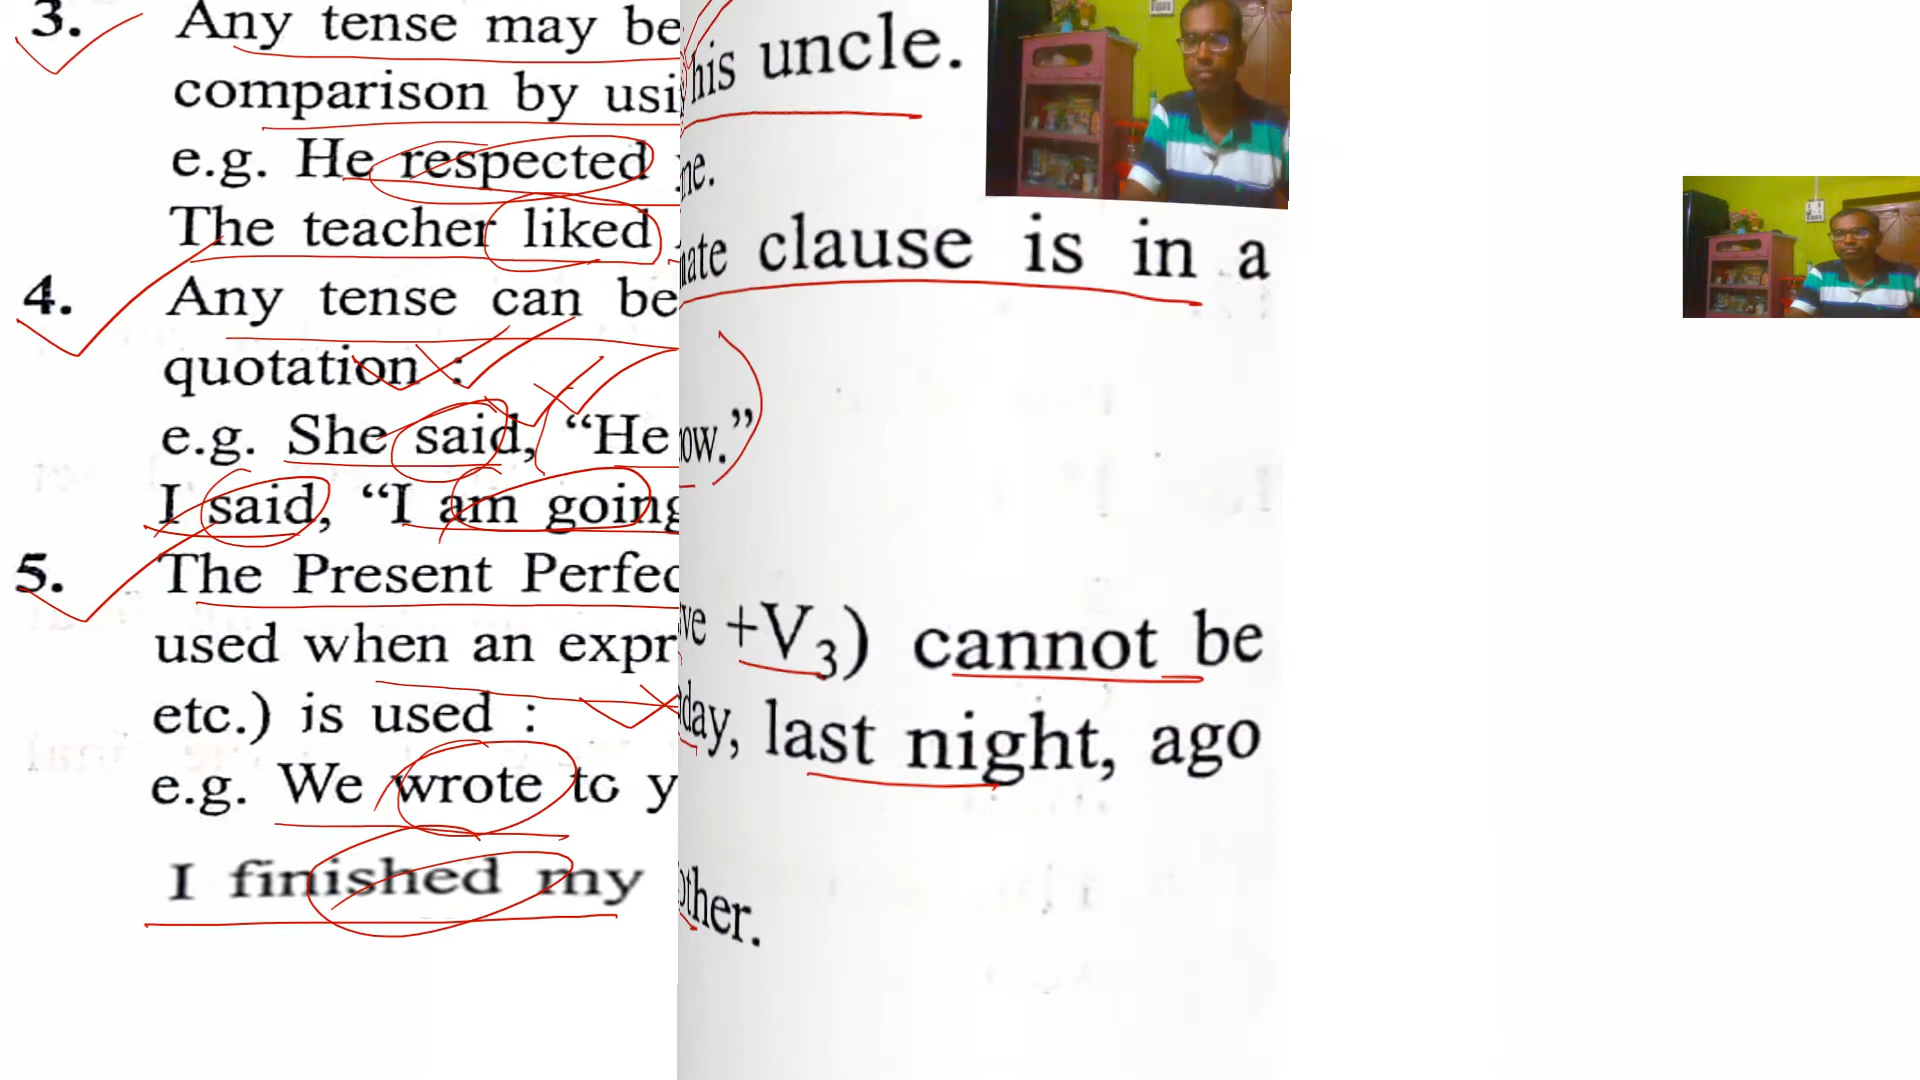 3. Any tense may be
comparison by usi
e.g. He respected
The teacher liked
4. Any tense can be
quotation :
e.g. She said, “He
I said, “I am going
5. The Present Perfec
used when an expr
etc.) is used :
e.g. We wrote to y
I finished my
his uncle.
ne.
nate clause is in a
ow.”
ve +V₃) cannot be
day, last night, ago
other.